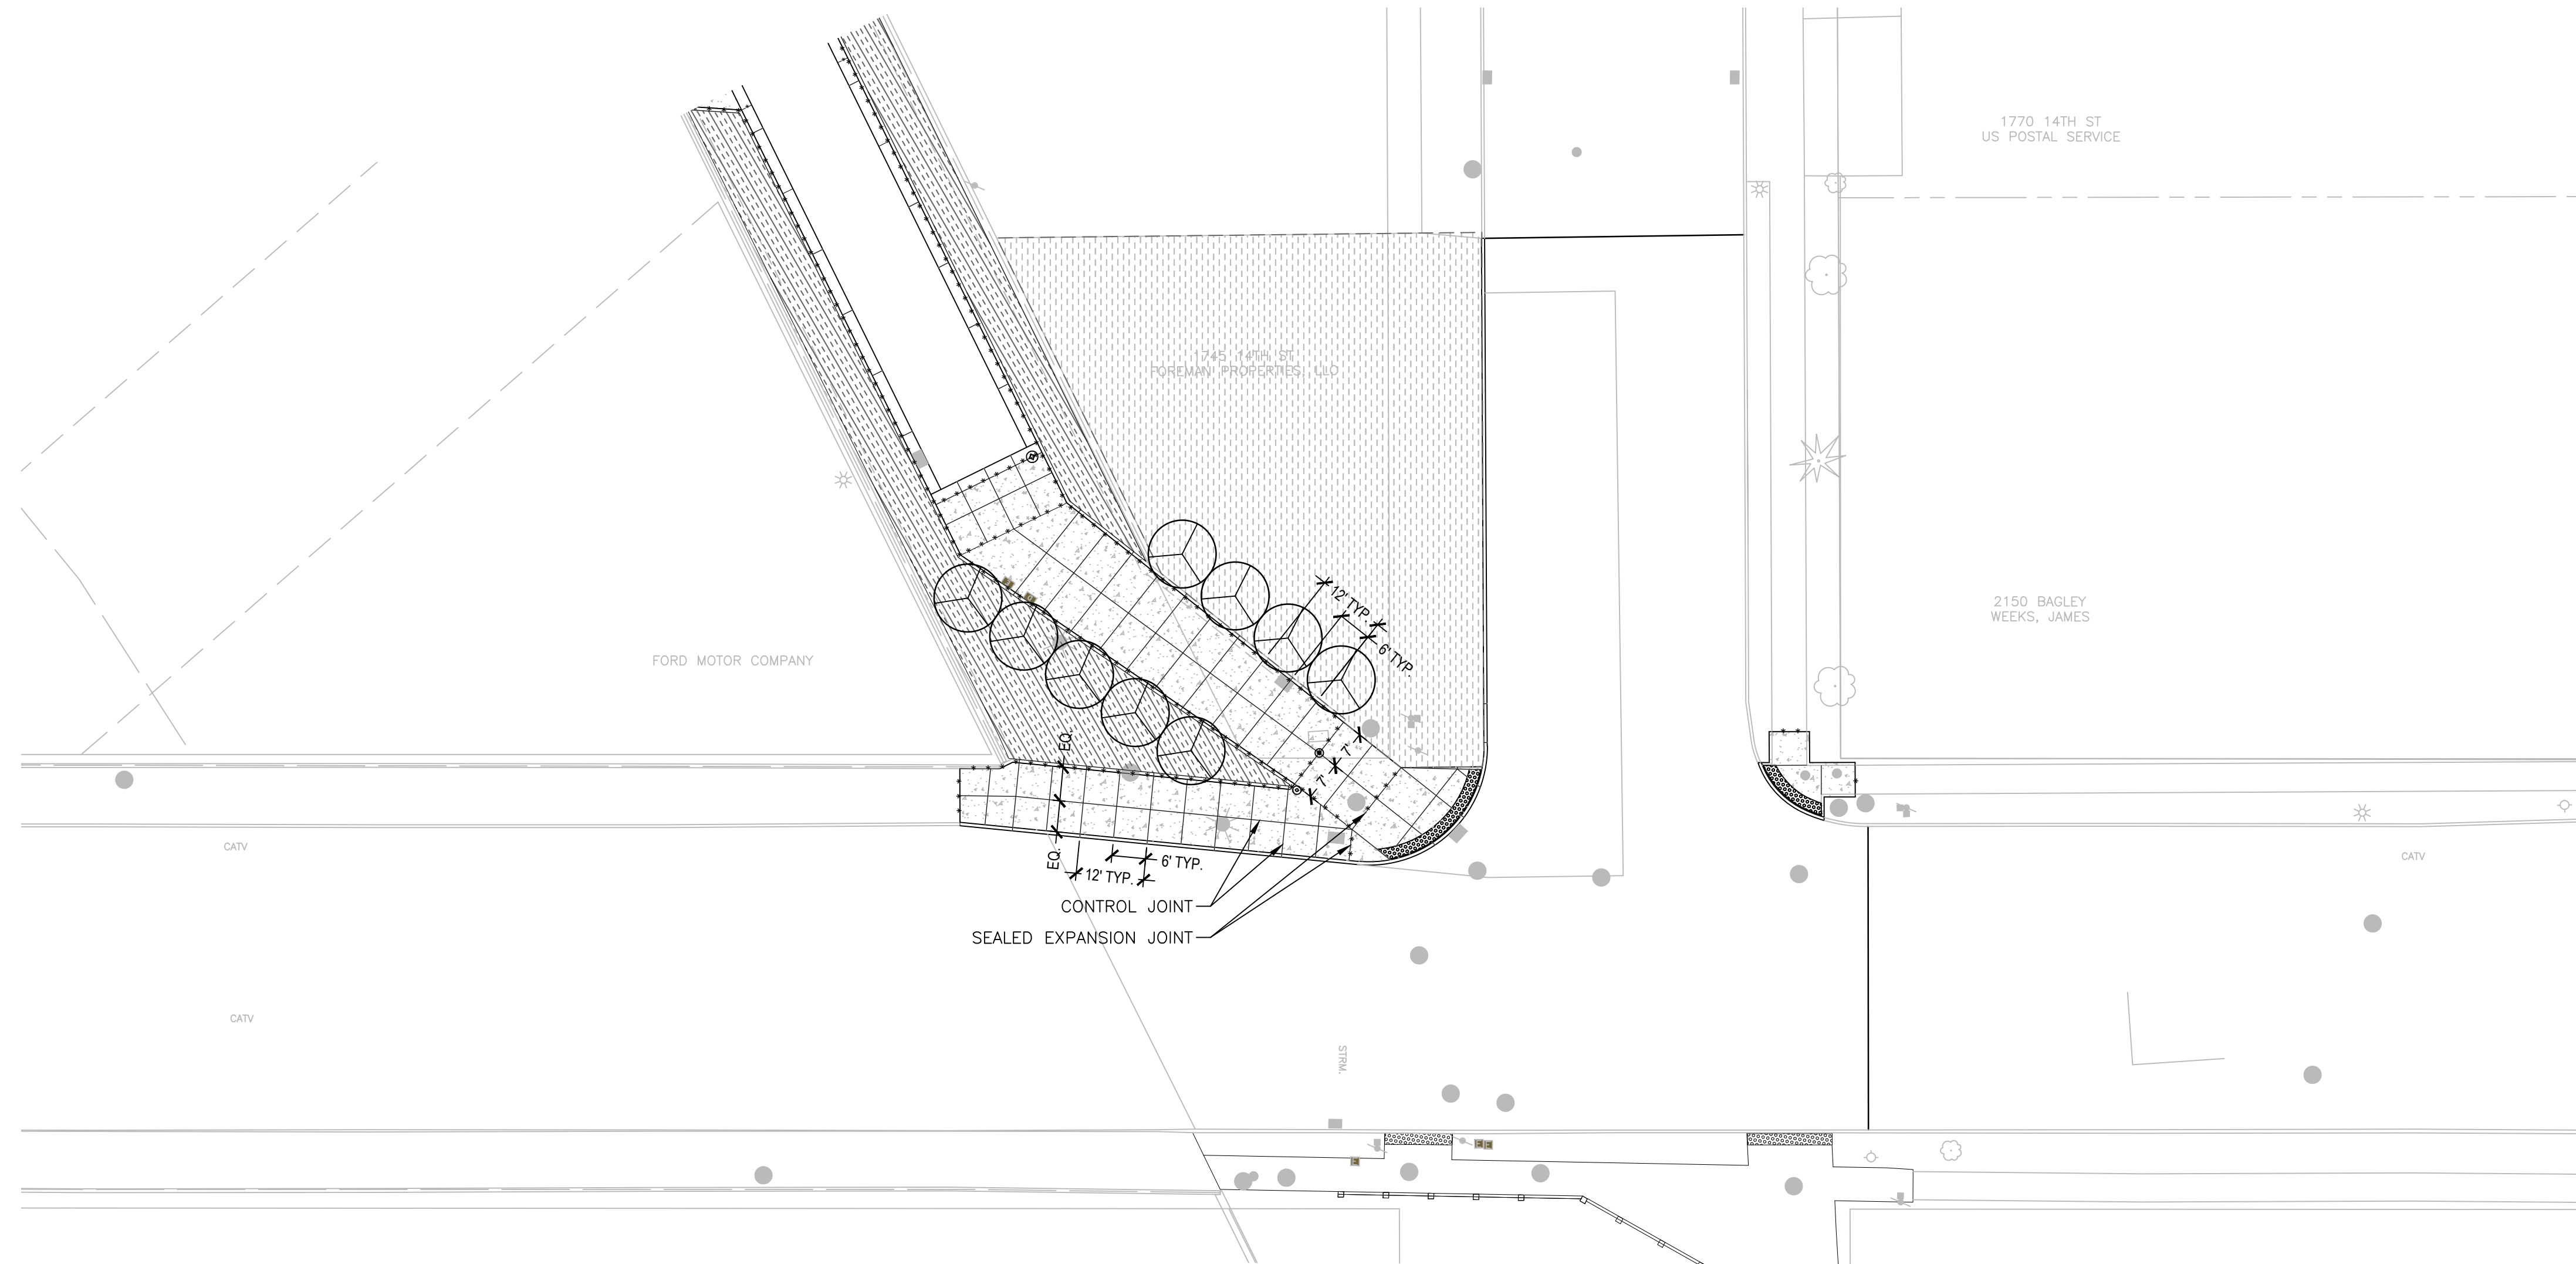 1770 14TH ST
US POSTAL SERVICE
1745 14TH ST
FOREMAN PROPERTIES, LLC
12' TYP.
6' TYP.
2150 BAGLEY
WEEKS, JAMES
FORD MOTOR COMPANY
EQ.
7'
7'
EQ.
6' TYP.
12' TYP.
CATV
CATV
CONTROL JOINT
SEALED EXPANSION JOINT
CATV
STRM.